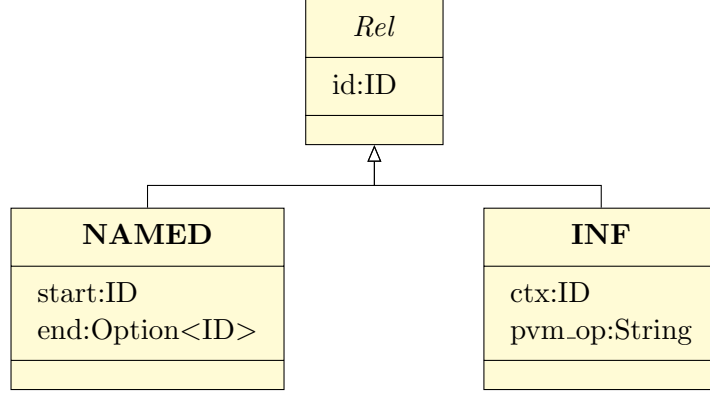 Rel
id:ID
NAMED
start:ID
end:Option<ID>
INF
ctx:ID
pvm_op:String